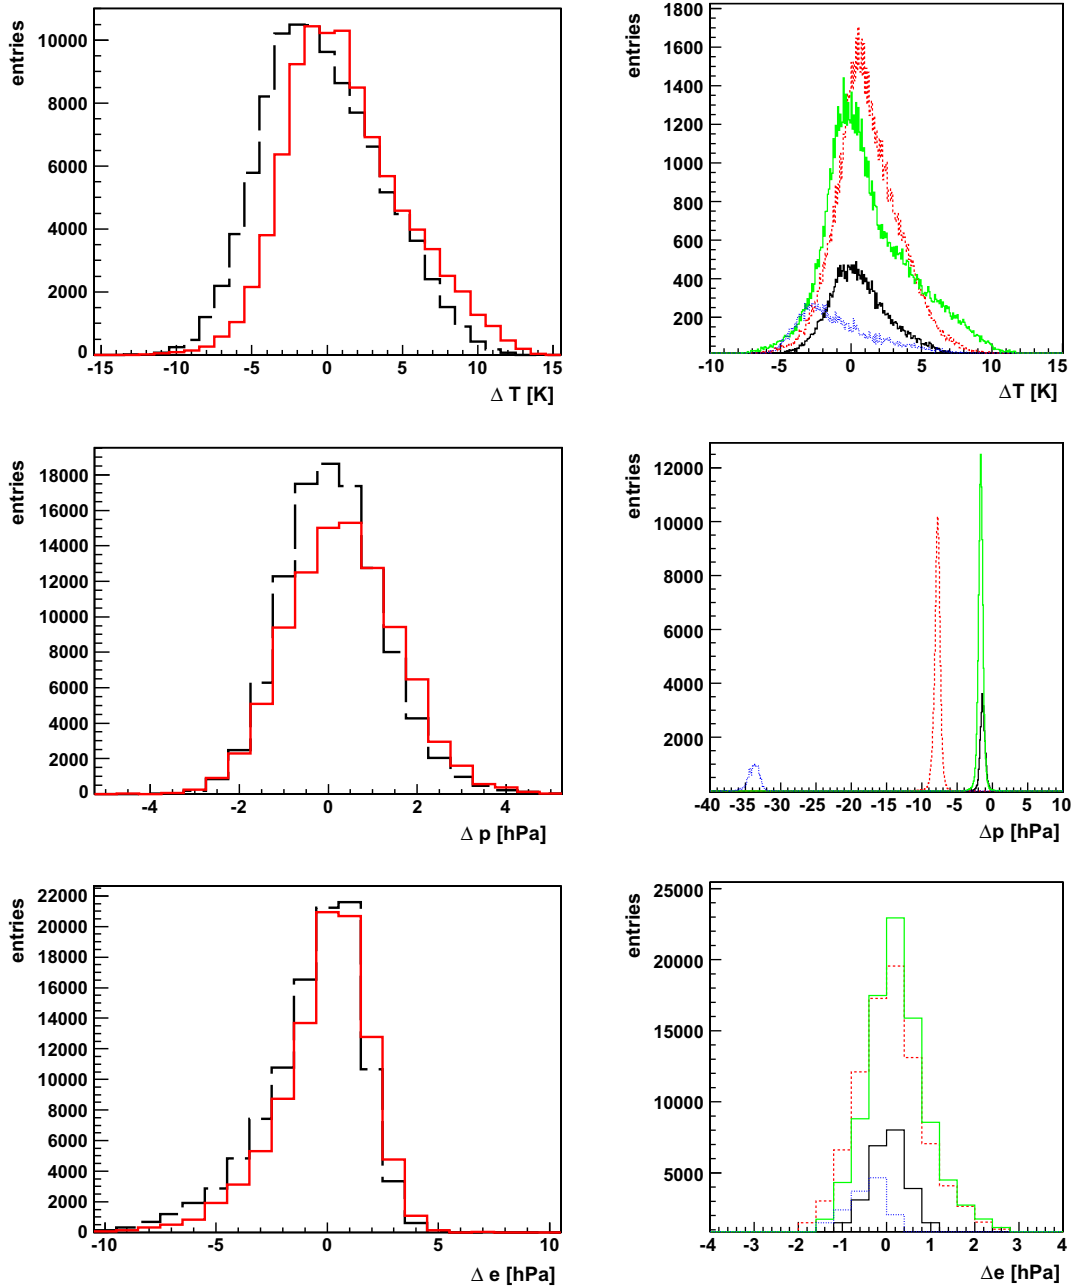 entries
10000
8000
6000
4000
2000
0
-15 -10 -5 0 5 10 15
Δ T [K]
entries
1800
1600
1400
1200
1000
800
600
400
200
-10 -5 0 5 10 15
ΔT [K]
entries
18000
16000
14000
12000
10000
8000
6000
4000
2000
0
-4 -2 0 2 4
Δ p [hPa]
entries
12000
10000
8000
6000
4000
2000
-40 -35 -30 -25 -20 -15 -10 -5 0 5 10
Δp [hPa]
entries
22000
20000
18000
16000
14000
12000
10000
8000
6000
4000
2000
0
-10 -5 0 5 10
Δ e [hPa]
entries
25000
20000
15000
10000
5000
-4 -3 -2 -1 0 1 2 3 4
Δe [hPa]